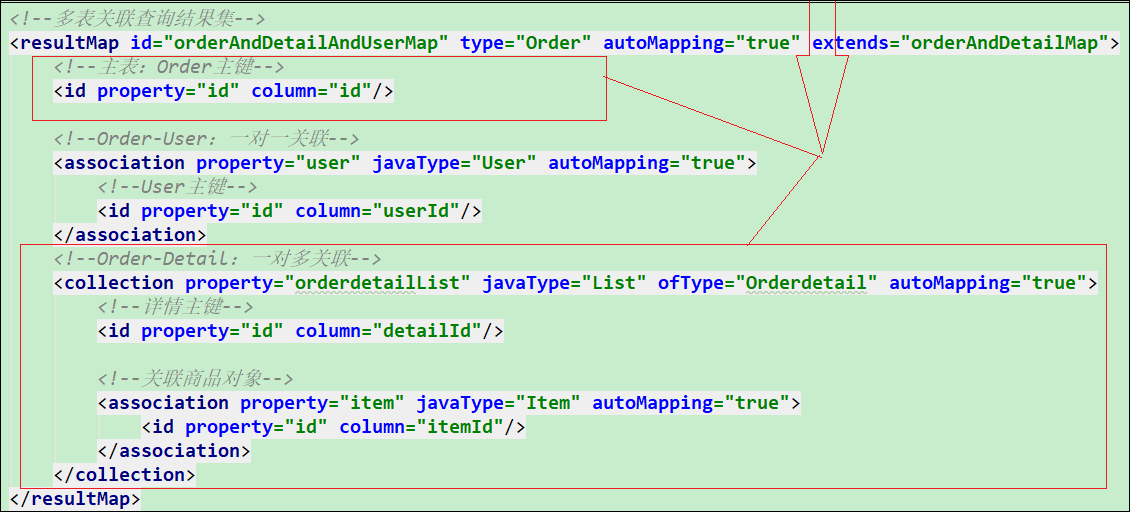 <!--多表关联查询结果集-->
<resultMap id="orderAndDetailAndUserMap" type="Order" autoMapping="true" extends="orderAndDetailMap">
<!--主表：Order主键-->
<id property="id" column="id"/>
<!--Order-User：一对一关联-->
<association property="user" javaType="User" autoMapping="true">
<!--User主键-->
<id property="id" column="userId"/>
</association>
<!--Order-Detail：一对多关联-->
<collection property="orderdetailList" javaType="List" ofType="Orderdetail" autoMapping="true">
<!--详情主键-->
<id property="id" column="detailId"/>
<!--关联商品对象-->
<association property="item" javaType="Item" autoMapping="true">
<id property="id" column="itemId"/>
</association>
</collection>
</resultMap>